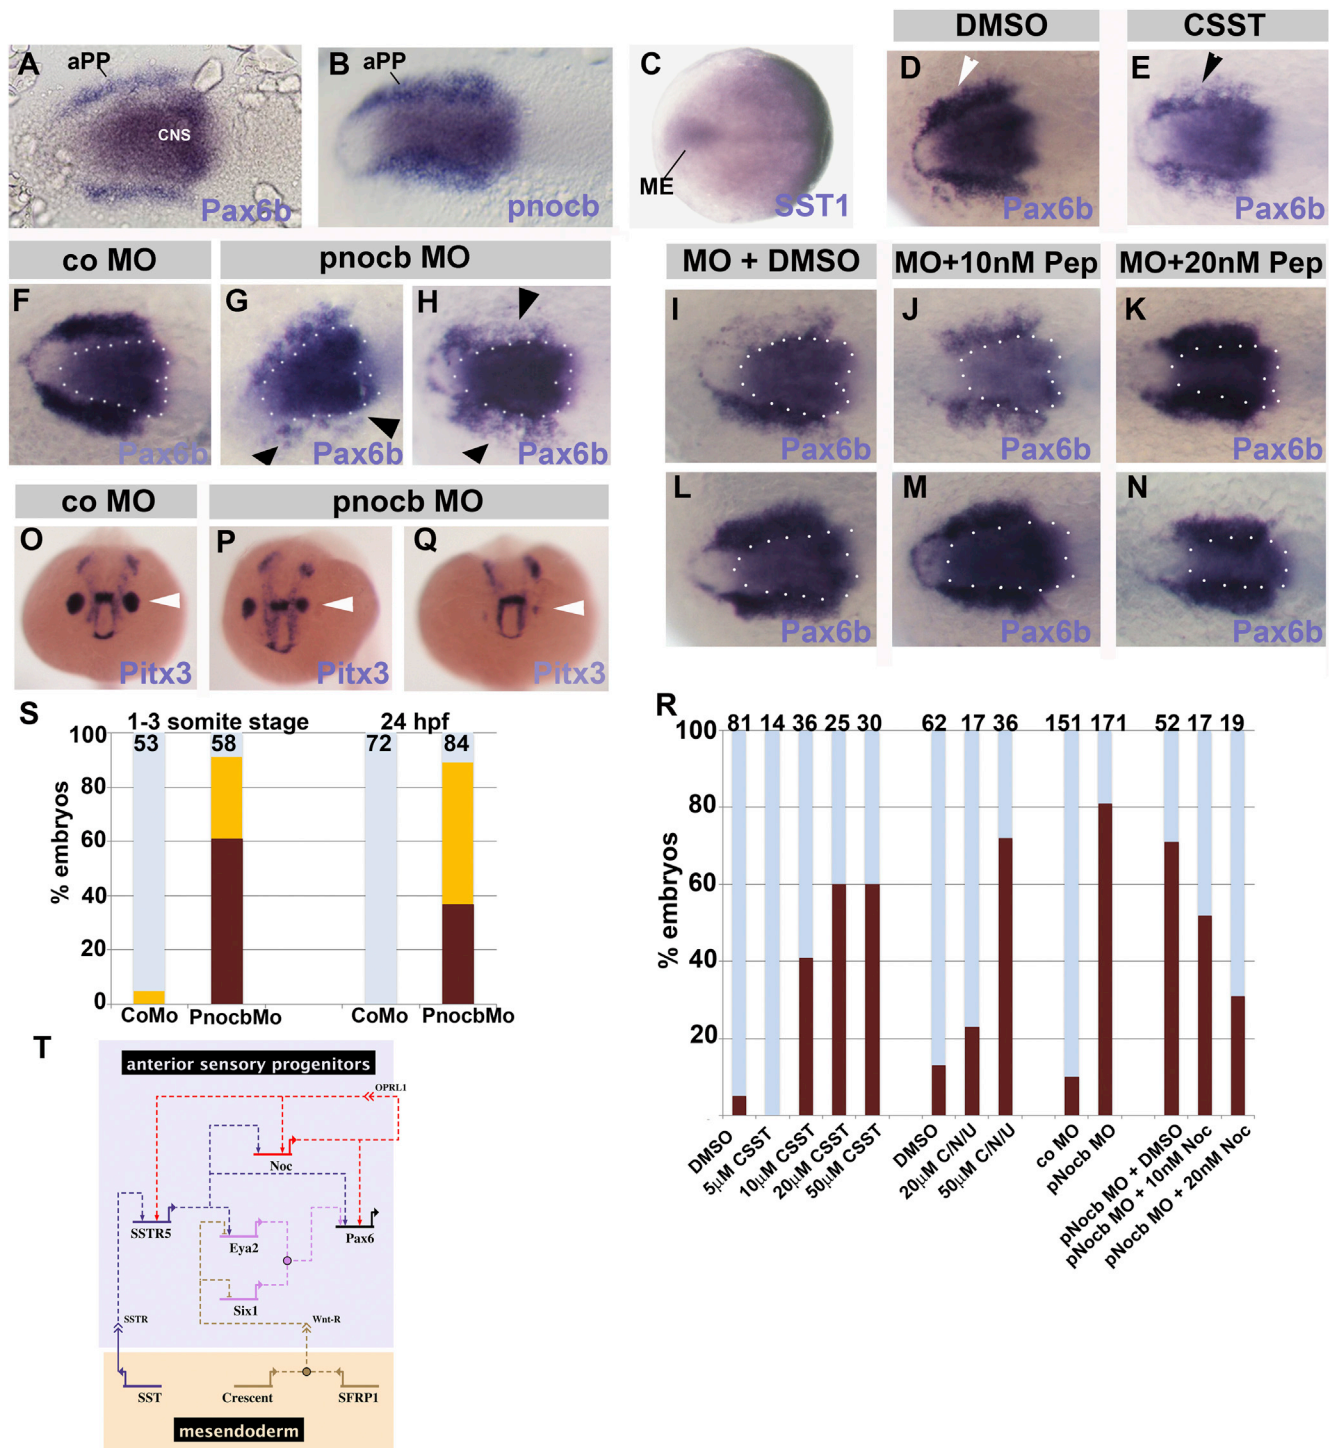 DMSO
CSST
A
aPP
CNS
Pax6b
B
aPP
pnocb
C
ME
SST1
D
Pax6b
E
Pax6b
co MO
pnocb MO
F
Pax6b
G
Pax6b
H
Pax6b
MO + DMSO
MO+10nM Pep
MO+20nM Pep
I
Pax6b
J
Pax6b
K
Pax6b
L
Pax6b
M
Pax6b
N
Pax6b
co MO
pnocb MO
O
Pitx3
P
Pitx3
Q
Pitx3
S
1-3 somite stage
24 hpf
53
58
72
84
100
80
60
40
20
0
% embryos
CoMo
PnocbMo
CoMo
PnocbMo
R
81
14
36
25
30
62
17
36
151
171
52
17
19
100
80
60
40
20
% embryos
DMSO
5µM CSST
10µM CSST
20µM CSST
50µM CSST
DMSO
20µM C/N/U
50µM C/N/U
co MO
pNocb MO
pNocb MO + DMSO
pNocb MO + 10nM Noc
pNocb MO + 20nM Noc
T
anterior sensory progenitors
OPRL1
Noc
SSTR5
Eya2
Pax6
Six1
SSTR
Wnt-R
SST
Crescent
SFRP1
mesendoderm